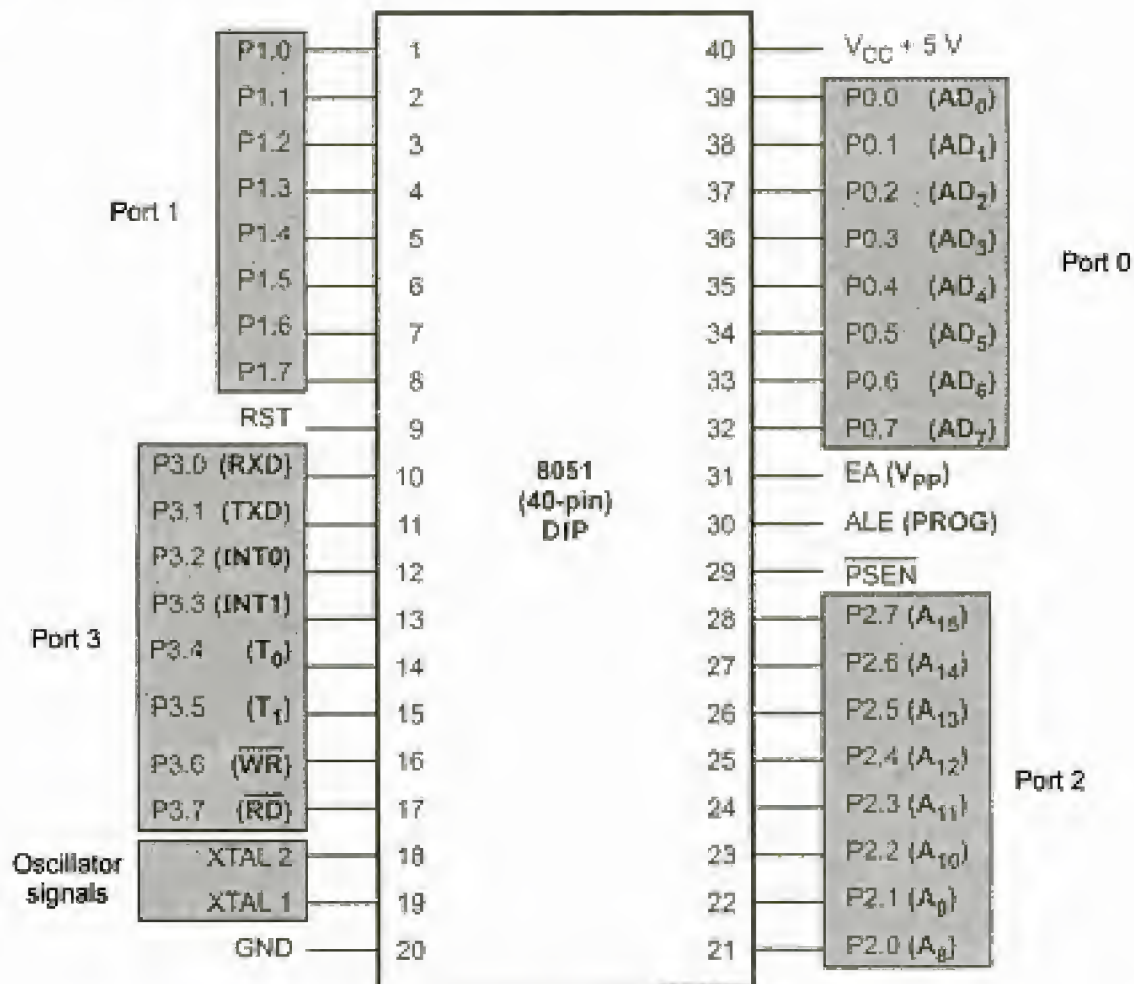 P1.0 1
P1.1 2
P1.2 3
P1.3 4
P1.4 5
P1.5 6
P1.6 7
P1.7 8
Port 1
RST 9
P3.0 (RXD) 10
P3.1 (TXD) 11
P3.2 (INT0) 12
P3.3 (INT1) 13
P3.4 (T0) 14
P3.5 (T1) 15
P3.6 (W̅R̅) 16
P3.7 (R̅D̅) 17
Port 3
XTAL 2 18
XTAL 1 19
Oscillator
signals
GND 20
8051
(40-pin)
DIP
40 VCC + 5 V
39 P0.0 (AD0)
38 P0.1 (AD1)
37 P0.2 (AD2)
36 P0.3 (AD3)
35 P0.4 (AD4)
34 P0.5 (AD5)
33 P0.6 (AD6)
32 P0.7 (AD7)
Port 0
31 EA (VPP)
30 ALE (PROG)
29 P̅S̅E̅N̅
28 P2.7 (A15)
27 P2.6 (A14)
26 P2.5 (A13)
25 P2.4 (A12)
24 P2.3 (A11)
23 P2.2 (A10)
22 P2.1 (A9)
21 P2.0 (A8)
Port 2